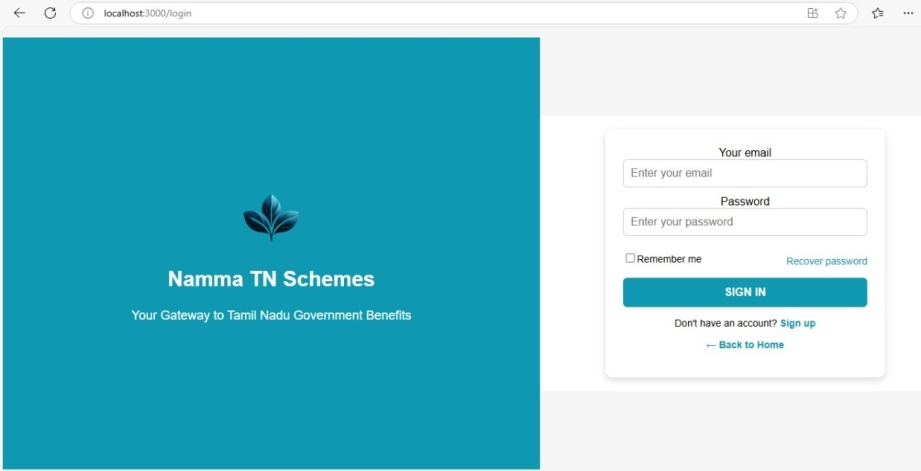 localhost:3000/login
Namma TN Schemes
Your Gateway to Tamil Nadu Government Benefits
Your email
Enter your email
Password
Enter your password
Remember me
Recover password
SIGN IN
Don't have an account? Sign up
← Back to Home